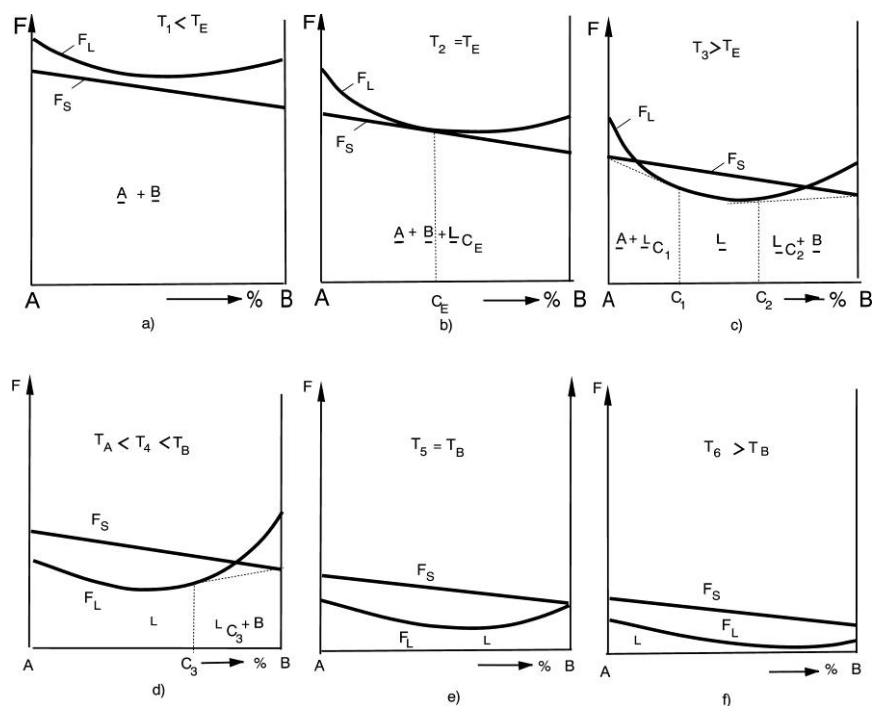 F
T1 < TE
FL
FS
A + B
A
%
B
a)
F
T2 = TE
FL
FS
A + B + L CE
A
CE
%
B
b)
F
T3 > TE
FL
FS
A + L C1
L
L C2 + B
A
C1
C2
%
B
c)
F
TA < T4 < TB
FS
FL
L
L C3 + B
A
C3
%
B
d)
F
T5 = TB
FS
FL
L
A
%
B
e)
F
T6 > TB
FS
L
FL
A
%
B
f)